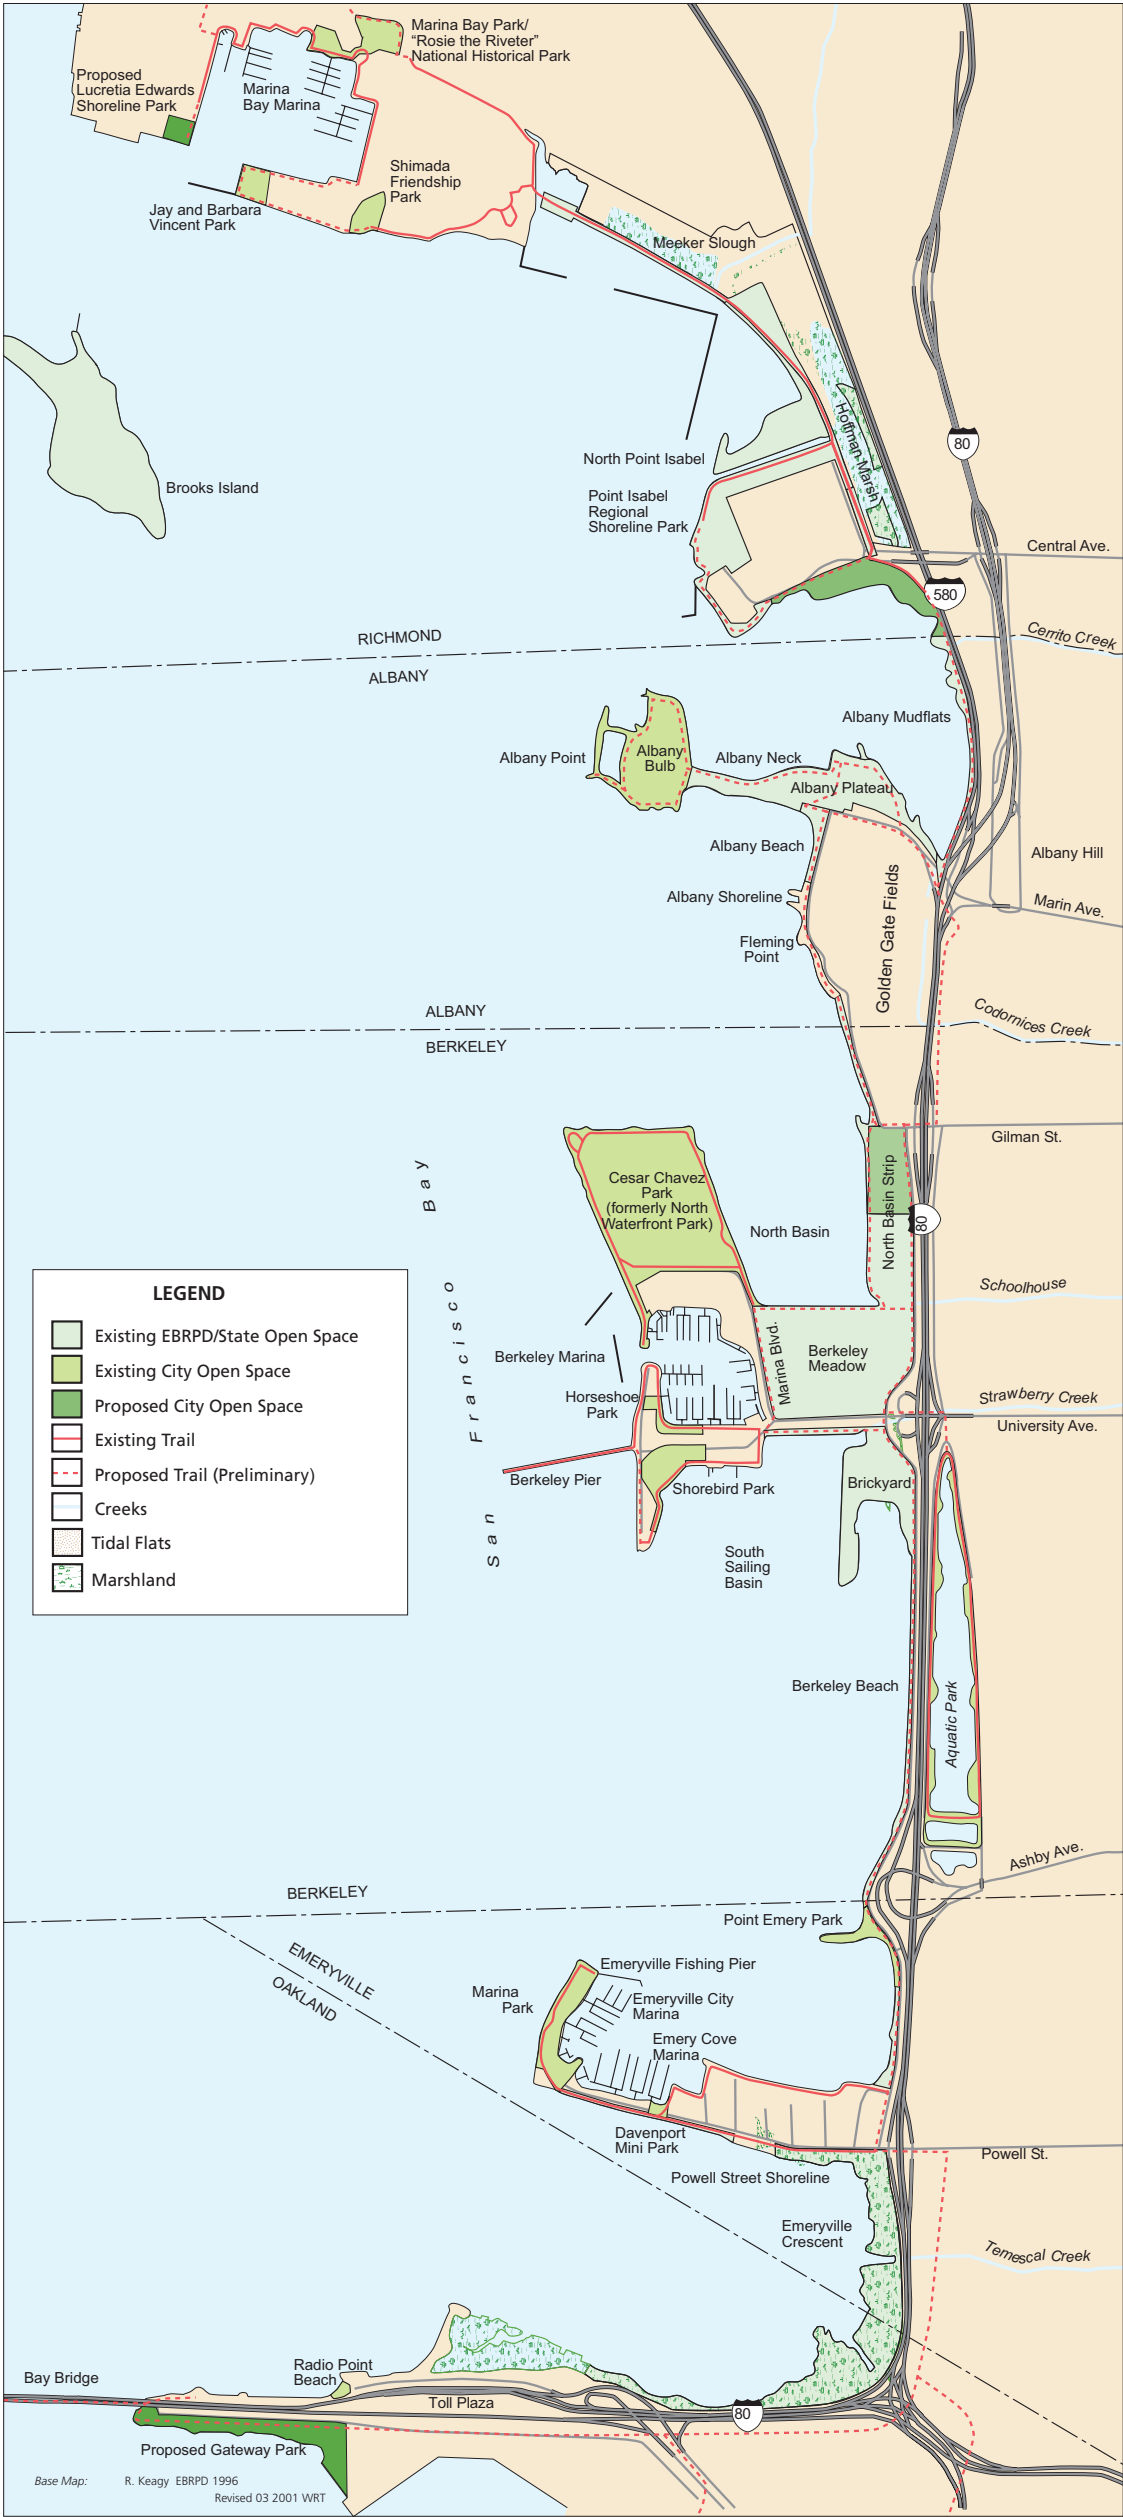 Marina Bay Park/
“Rosie the Riveter”
National Historical Park
Proposed
Lucretia Edwards
Shoreline Park
Marina
Bay Marina
Shimada
Friendship
Park
Jay and Barbara
Vincent Park
Meeker Slough
Hoffman Marsh
80
North Point Isabel
Brooks Island
Point Isabel
Regional
Shoreline Park
Central Ave.
580
RICHMOND
Cerrito Creek
ALBANY
Albany Mudflats
Albany Point
Albany
Bulb
Albany Neck
Albany Plateau
Albany Beach
Albany Hill
Albany Shoreline
Marin Ave.
Golden Gate Fields
Fleming
Point
ALBANY
Codornices Creek
BERKELEY
Gilman St.
Cesar Chavez
Park
(formerly North
Waterfront Park)
North Basin Strip
80
North Basin
San Francisco Bay
Schoolhouse
LEGEND
Existing EBRPD/State Open Space
Existing City Open Space
Proposed City Open Space
Existing Trail
Proposed Trail (Preliminary)
Creeks
Tidal Flats
Marshland
Marina Blvd.
Berkeley
Meadow
Berkeley Marina
Horseshoe
Park
Strawberry Creek
University Ave.
Berkeley Pier
Shorebird Park
Brickyard
South
Sailing
Basin
Berkeley Beach
Aquatic Park
Ashby Ave.
BERKELEY
Point Emery Park
EMERYVILLE
OAKLAND
Emeryville Fishing Pier
Marina
Park
Emeryville City
Marina
Emery Cove
Marina
Davenport
Mini Park
Powell St.
Powell Street Shoreline
Emeryville
Crescent
Temescal Creek
Radio Point
Beach
Bay Bridge
Toll Plaza
80
Proposed Gateway Park
Base Map: R. Keagy EBRPD 1996
Revised 03 2001 WRT